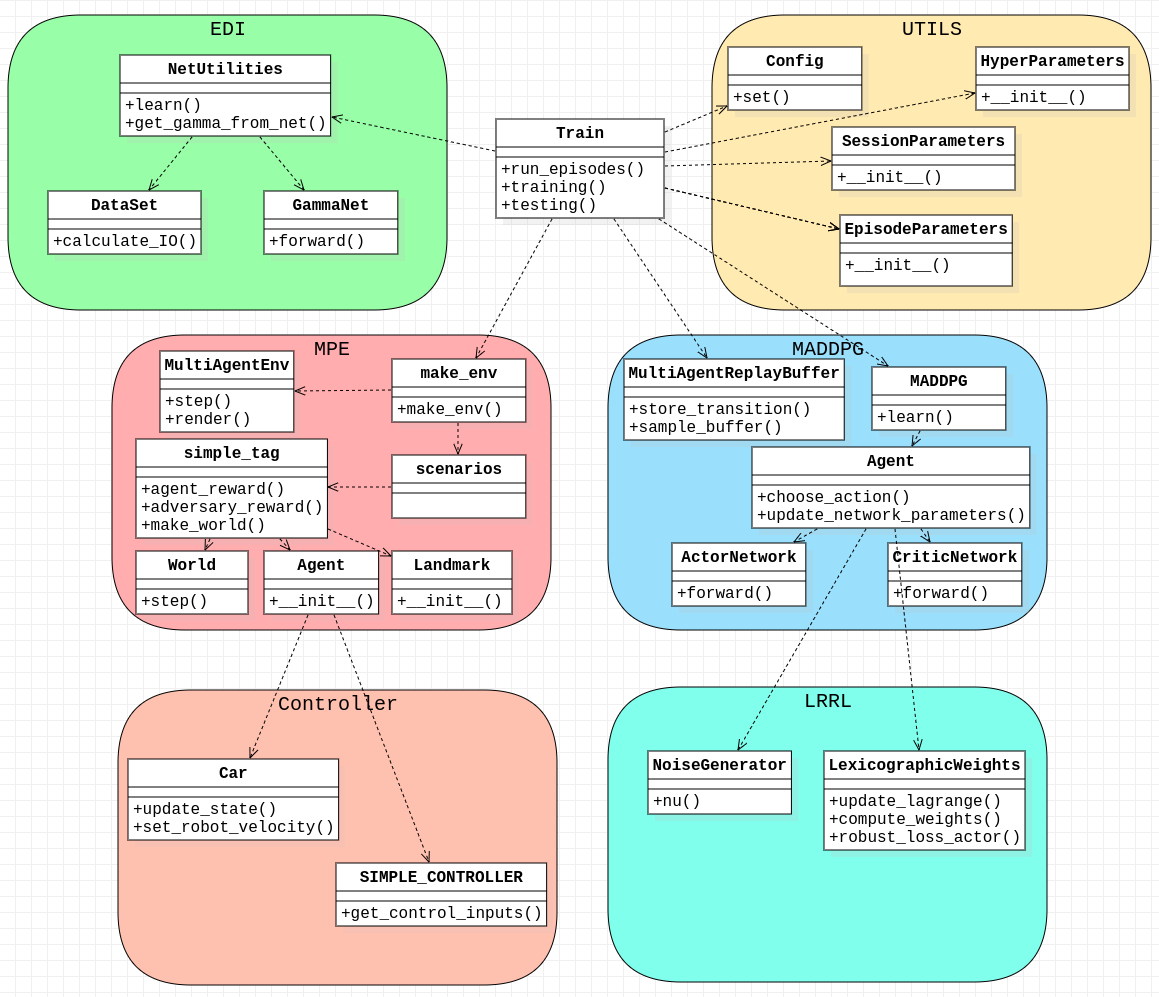 EDI
NetUtilities
+learn()
+get_gamma_from_net()
DataSet
+calculate_IO()
GammaNet
+forward()
Train
+run_episodes()
+training()
+testing()
UTILS
Config
+set()
HyperParameters
+__init__()
SessionParameters
+__init__()
EpisodeParameters
+__init__()
MPE
MultiAgentEnv
+step()
+render()
make_env
+make_env()
simple_tag
+agent_reward()
+adversary_reward()
+make_world()
scenarios
World
+step()
Agent
+__init__()
Landmark
+__init__()
MADDPG
MultiAgentReplayBuffer
+store_transition()
+sample_buffer()
MADDPG
+learn()
Agent
+choose_action()
+update_network_parameters()
ActorNetwork
+forward()
CriticNetwork
+forward()
Controller
Car
+update_state()
+set_robot_velocity()
SIMPLE_CONTROLLER
+get_control_inputs()
LRRL
NoiseGenerator
+nu()
LexicographicWeights
+update_lagrange()
+compute_weights()
+robust_loss_actor()